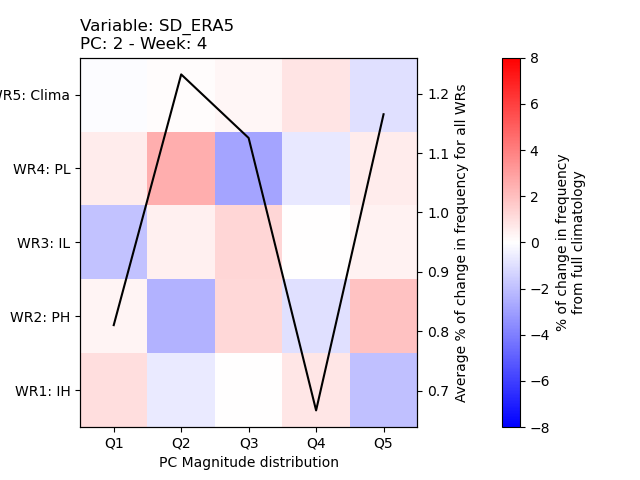 Variable: SD_ERA5
PC: 2 - Week: 4
WR5: Clima
WR4: PL
WR3: IL
WR2: PH
WR1: IH
Q1 Q2 Q3 Q4 Q5
PC Magnitude distribution
1.2
1.1
1.0
0.9
0.8
0.7
Average % of change in frequency for all WRs
8
6
4
2
0
−2
−4
−6
−8
% of change in frequency
from full climatology